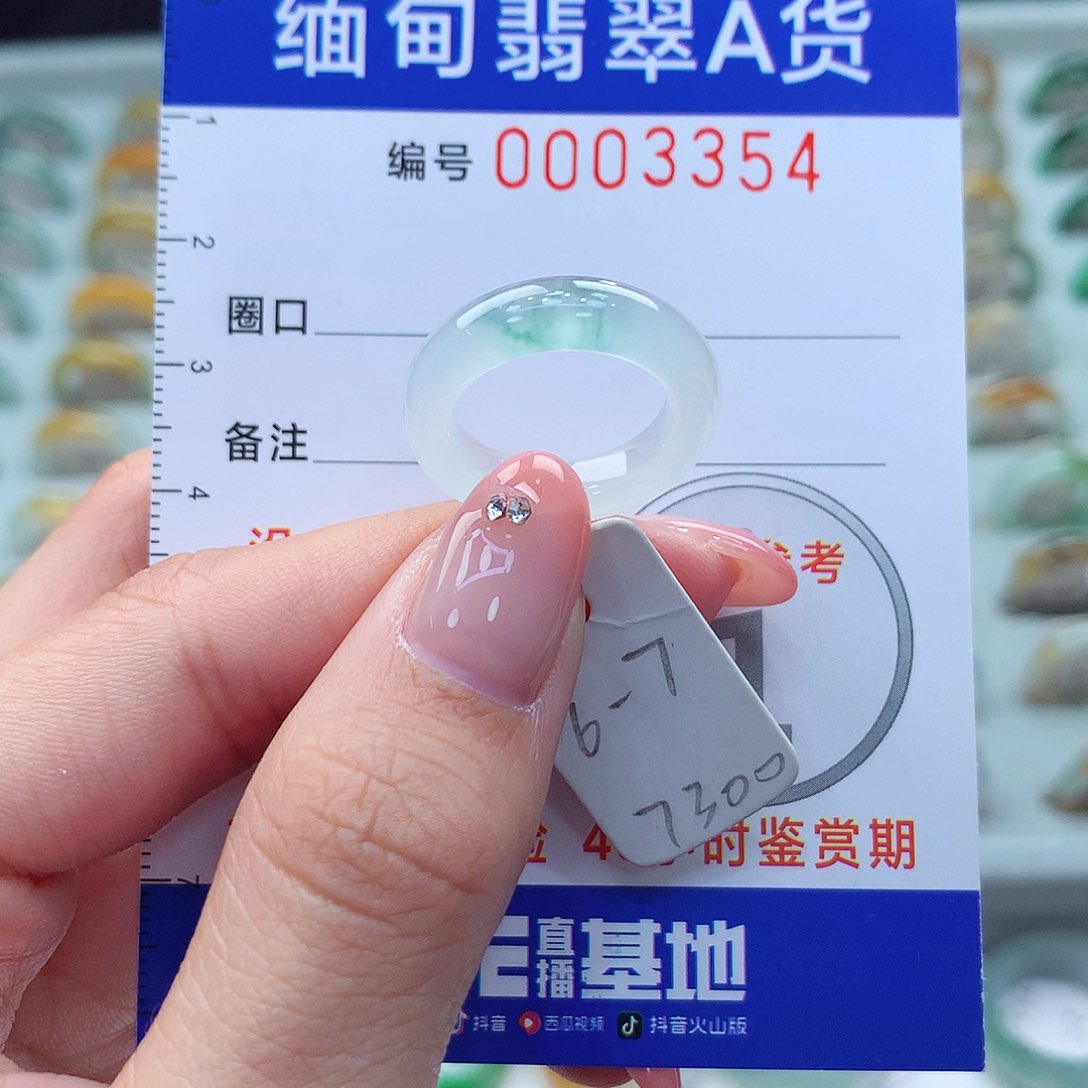 缅甸翡翠A货
编号 0003354
1
2
圈口
3
备注
4
参考
6-7
7300
时鉴赏期
7
直播基地
抖音 西瓜视频 抖音火山版